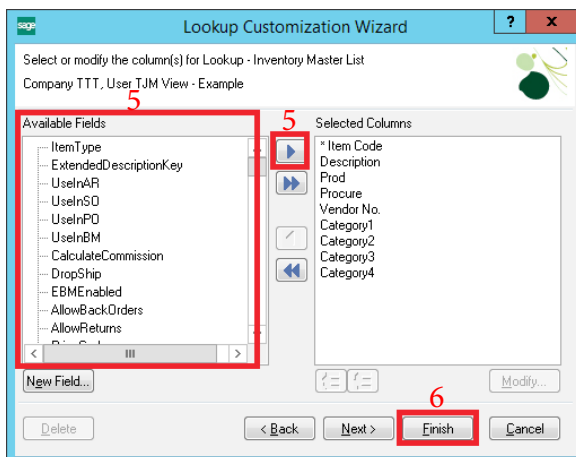 sage
Lookup Customization Wizard
? x
Select or modify the column(s) for Lookup - Inventory Master List
Company TTT, User TJM View - Example
5
5
Available Fields
Selected Columns
ItemType
ExtendedDescriptionKey
UseInAR
UseInSO
UseInPO
UseInBM
CalculateCommission
DropShip
EBMEnabled
AllowBackOrders
AllowReturns
* Item Code
Description
Prod
Procure
Vendor No.
Category1
Category2
Category3
Category4
New Field...
Modify...
6
Delete
< Back
Next >
Finish
Cancel